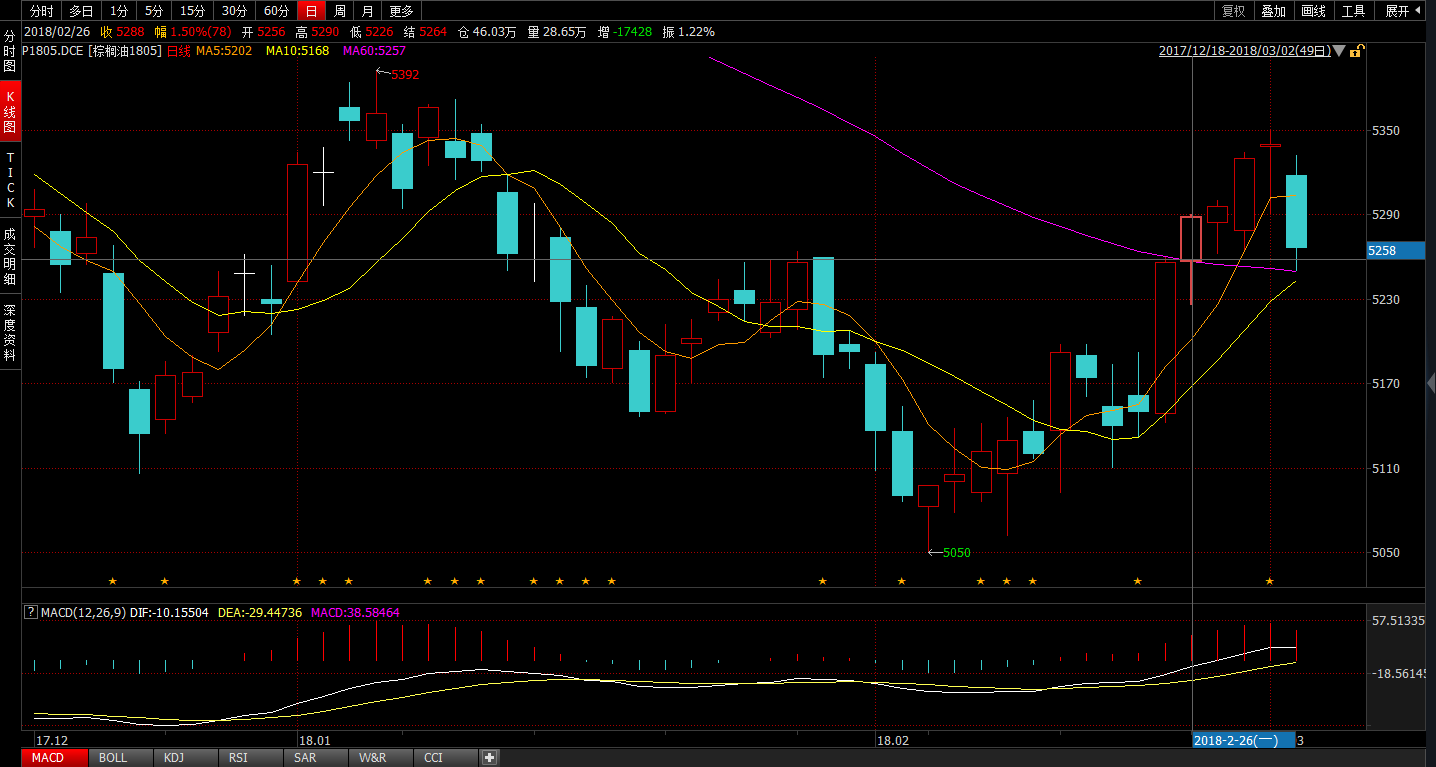 分时 多日 1分 5分 15分 30分 60分 日 周 月 更多 复权 叠加 画线 工具 展开
2018/02/26 收 5288 幅 1.50%(78) 开 5256 高 5290 低 5226 结 5264 仓 46.03万 量 28.65万 增 -17428 振 1.22%
P1805.DCE [棕榈油1805] 日线 MA5:5202 MA10:5168 MA60:5257 2017/12/18-2018/03/02(49日)
分时图
K线图
TICK
成交明细
深度资料
5392
5350
5290
5258
5230
5170
5110
5050
5050
? MACD(12,26,9) DIF:-10.15504 DEA:-29.44736 MACD:38.58464
57.51335
-18.56145
17.12 18.01 18.02 2018-2-26(一) 3
MACD BOLL KDJ RSI SAR W&R CCI